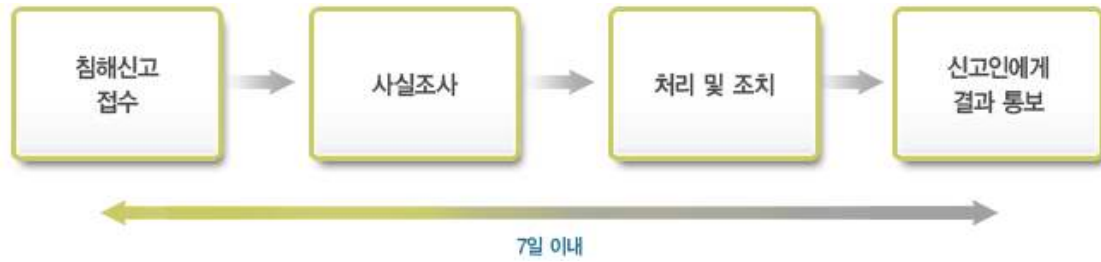 침해신고
접수
사실조사
처리 및 조치
신고인에게
결과 통보
7일 이내